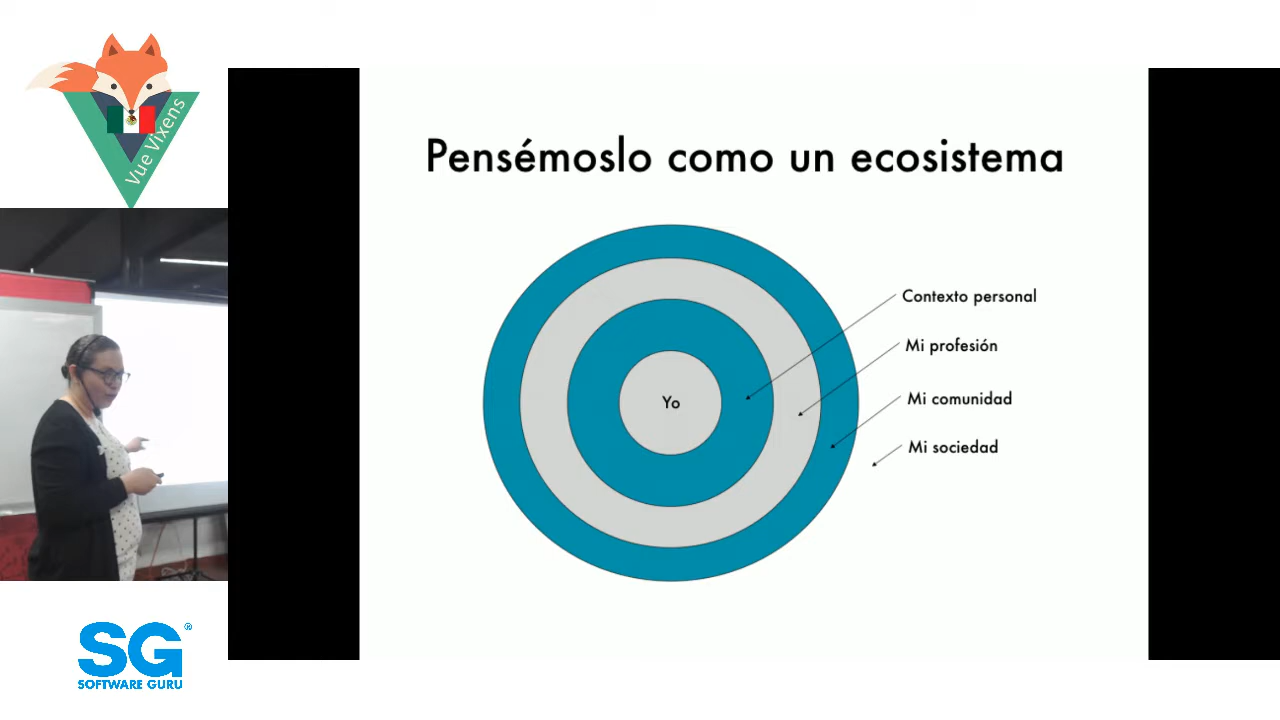 Vue Vixens
Pensémoslo como un ecosistema
Contexto personal
Mi profesión
Yo
Mi comunidad
Mi sociedad
SG®
SOFTWARE GURU